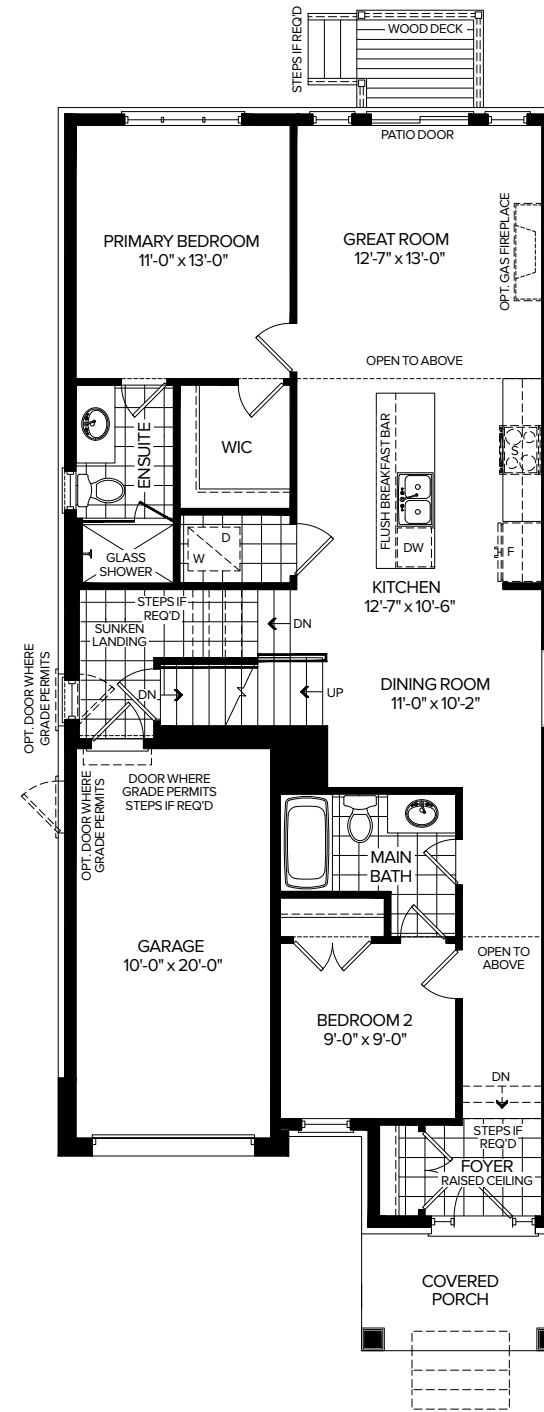 STEPS IF REQ'D
WOOD DECK
PATIO DOOR
PRIMARY BEDROOM
11'-0" x 13'-0"
GREAT ROOM
12'-7" x 13'-0"
OPT. GAS FIREPLACE
OPEN TO ABOVE
ENSUITE
WIC
FLUSH BREAKFAST BAR
S
DW
F
D
W
GLASS
SHOWER
KITCHEN
12'-7" x 10'-6"
STEPS IF
REQ'D
SUNKEN
LANDING
DN
DN
UP
OPT. DOOR WHERE
GRADE PERMITS
DINING ROOM
11'-0" x 10'-2"
OPT. DOOR WHERE
GRADE PERMITS
DOOR WHERE
GRADE PERMITS
STEPS IF REQ'D
MAIN
BATH
GARAGE
10'-0" x 20'-0"
OPEN TO
ABOVE
BEDROOM 2
9'-0" x 9'-0"
DN
STEPS IF
REQ'D
FOYER
RAISED CEILING
COVERED
PORCH